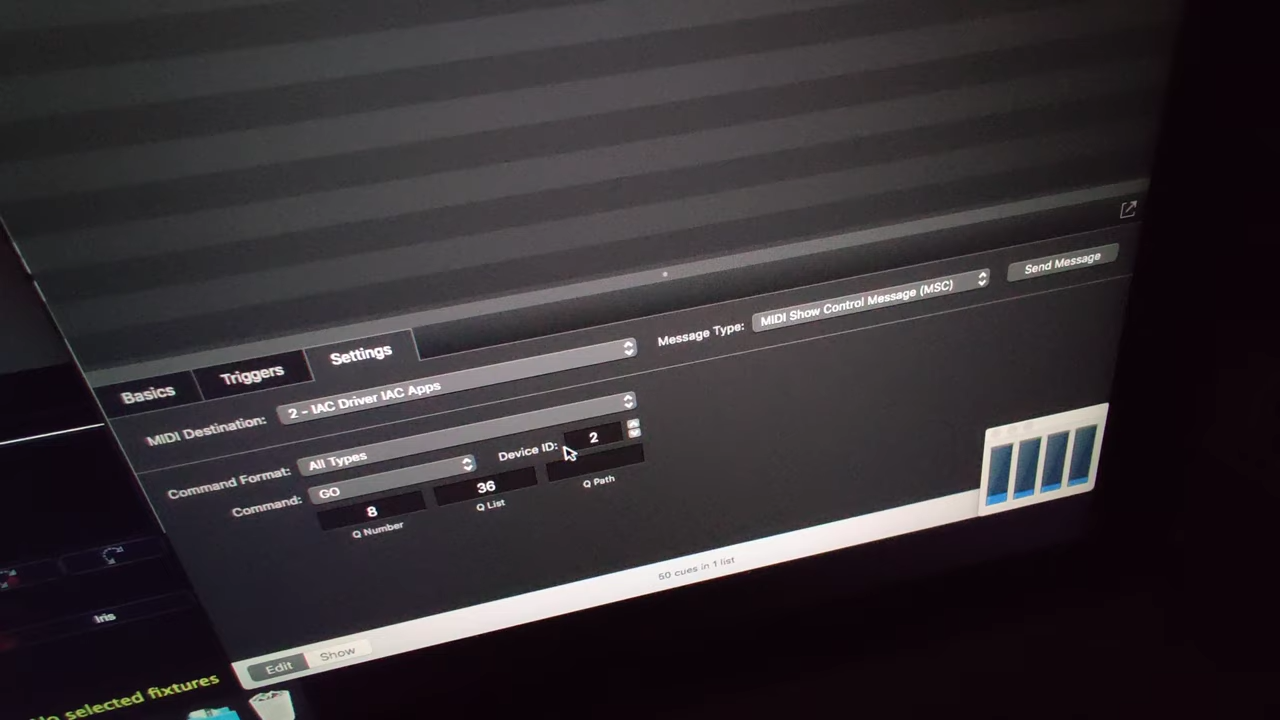 Send Message
Message Type: MIDI Show Control Message (MSC)
Basics Triggers Settings
MIDI Destination: 2 - IAC Driver IAC Apps
Command Format: All Types
Command: GO Device ID: 2
8 36
Q Number Q List Q Path
50 cues in 1 list
Edit Show
Iris
No selected fixtures